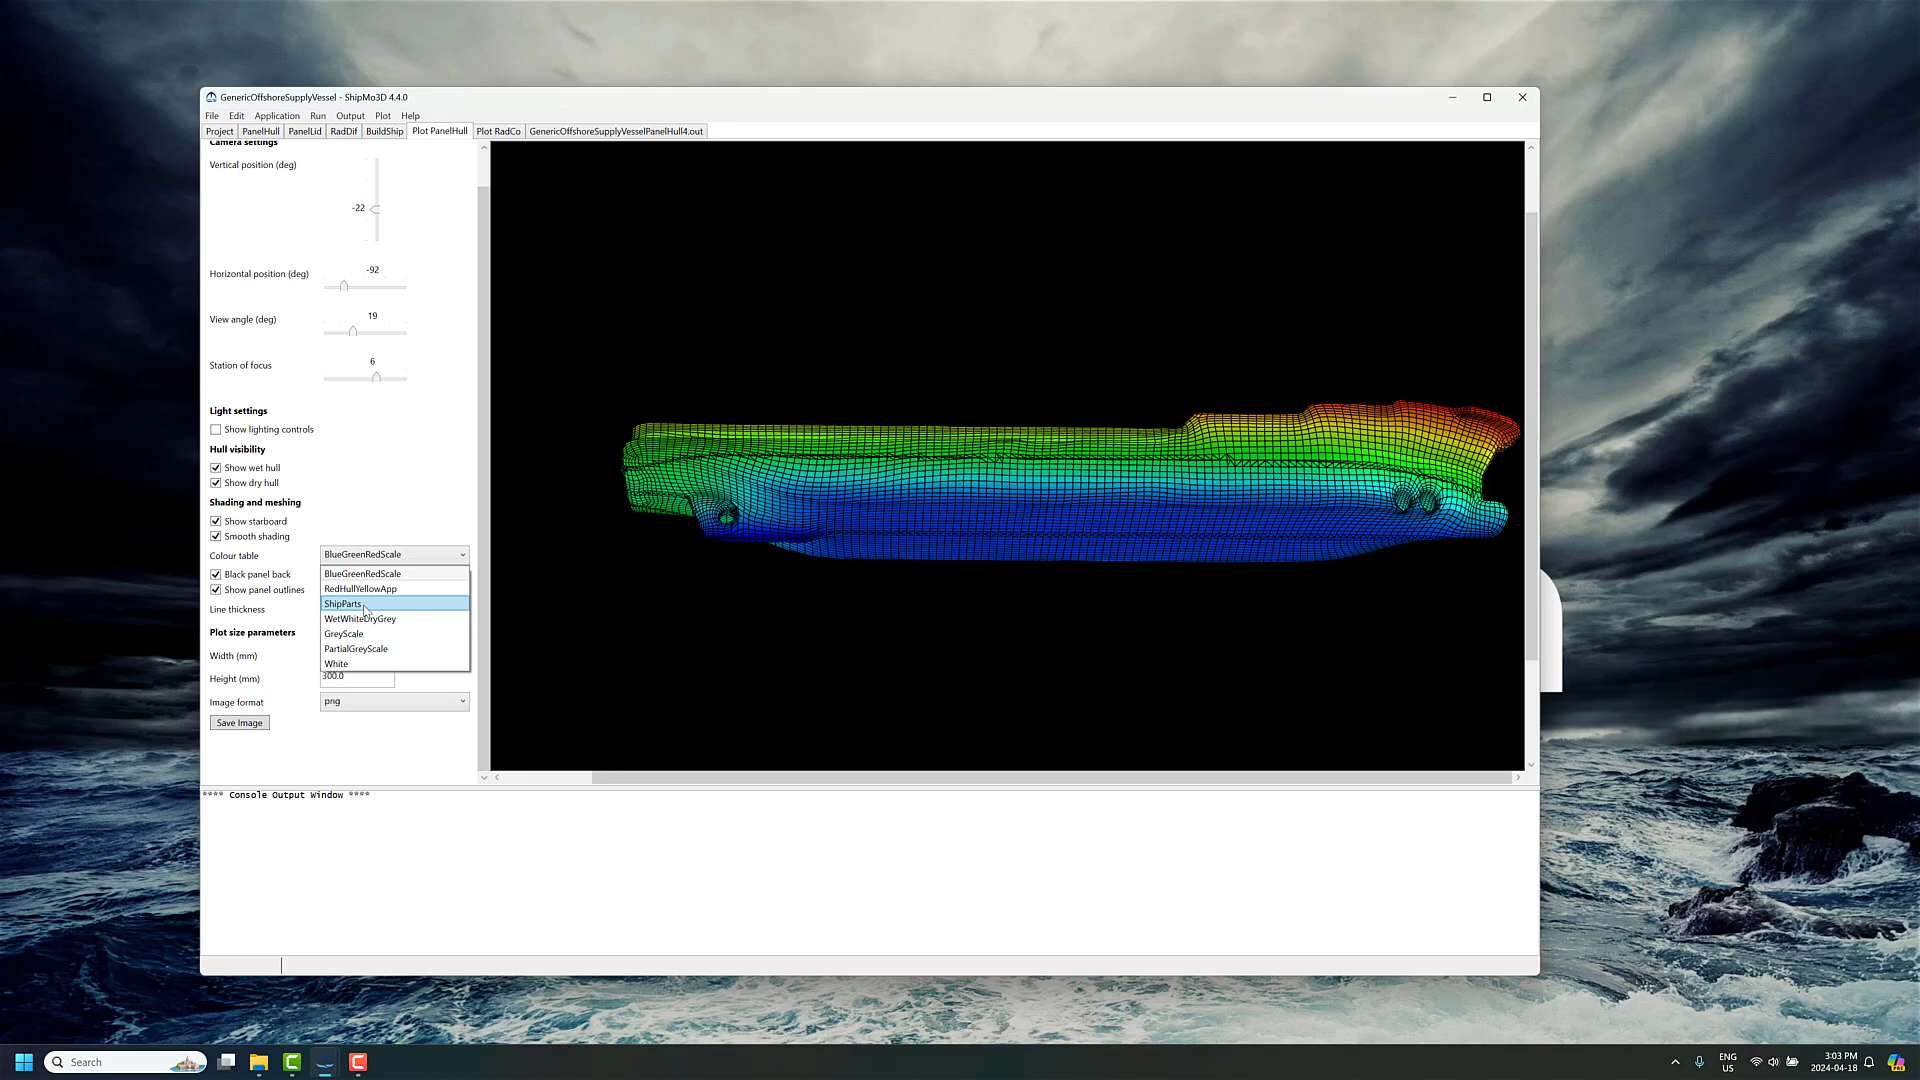 GenericOffshoreSupplyVessel - ShipMo3D 4.4.0
File Edit Application Run Output Plot Help
Project PanelHull PanelLid RadDif BuildShip Plot PanelHull Plot RadCo GenericOffshoreSupplyVesselPanelHull4.out
Camera settings
Vertical position (deg)
-22
-92
Horizontal position (deg)
19
View angle (deg)
6
Station of focus
Light settings
Show lighting controls
Hull visibility
Show wet hull
Show dry hull
Shading and meshing
Show starboard
Smooth shading
Colour table BlueGreenRedScale
Black panel back BlueGreenRedScale
Show panel outlines RedHullYellowApp
Line thickness ShipParts
WetWhiteDryGrey
Plot size parameters GreyScale
Width (mm) PartialGreyScale
White
Height (mm) 300.0
Image format png
Save Image
**** Console Output Window ****
Search
ENG
US
3:03 PM
2024-04-18
PRE